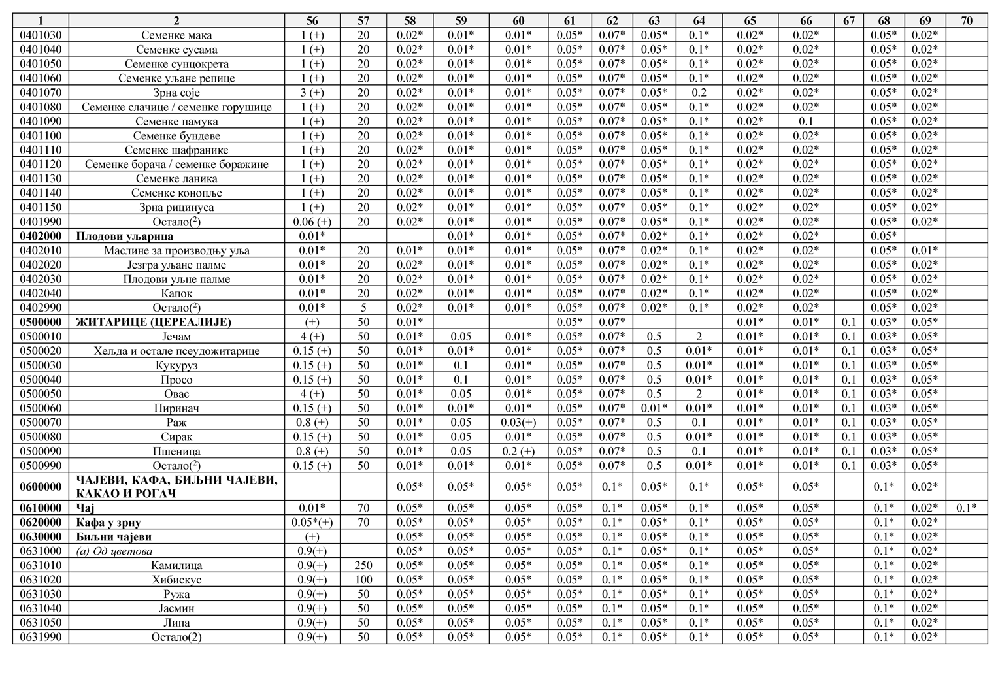 1 2 56 57 58 59 60 61 62 63 64 65 66 67 68 69 70
0401030 Семенке мака 1 (+) 20 0.02* 0.01* 0.01* 0.05* 0.07* 0.05* 0.1* 0.02* 0.02* 0.05* 0.02*
0401040 Семенке сусама 1 (+) 20 0.02* 0.01* 0.01* 0.05* 0.07* 0.05* 0.1* 0.02* 0.02* 0.05* 0.02*
0401050 Семенке сунцокрета 1 (+) 20 0.02* 0.01* 0.01* 0.05* 0.07* 0.05* 0.1* 0.02* 0.02* 0.05* 0.02*
0401060 Семенке уљане репице 1 (+) 20 0.02* 0.01* 0.01* 0.05* 0.07* 0.05* 0.1* 0.02* 0.02* 0.05* 0.02*
0401070 Зрна соје 3 (+) 20 0.02* 0.01* 0.01* 0.05* 0.07* 0.05* 0.2 0.02* 0.02* 0.05* 0.02*
0401080 Семенке слачице / семенке горушице 1 (+) 20 0.02* 0.01* 0.01* 0.05* 0.07* 0.05* 0.1* 0.02* 0.02* 0.05* 0.02*
0401090 Семенке памука 1 (+) 20 0.02* 0.01* 0.01* 0.05* 0.07* 0.05* 0.1* 0.02* 0.1 0.05* 0.02*
0401100 Семенке бундеве 1 (+) 20 0.02* 0.01* 0.01* 0.05* 0.07* 0.05* 0.1* 0.02* 0.02* 0.05* 0.02*
0401110 Семенке шафранике 1 (+) 20 0.02* 0.01* 0.01* 0.05* 0.07* 0.05* 0.1* 0.02* 0.02* 0.05* 0.02*
0401120 Семенке борача / семенке боражине 1 (+) 20 0.02* 0.01* 0.01* 0.05* 0.07* 0.05* 0.1* 0.02* 0.02* 0.05* 0.02*
0401130 Семенке ланика 1 (+) 20 0.02* 0.01* 0.01* 0.05* 0.07* 0.05* 0.1* 0.02* 0.02* 0.05* 0.02*
0401140 Семенке конопље 1 (+) 20 0.02* 0.01* 0.01* 0.05* 0.07* 0.05* 0.1* 0.02* 0.02* 0.05* 0.02*
0401150 Зрна рицинуса 1 (+) 20 0.02* 0.01* 0.01* 0.05* 0.07* 0.05* 0.1* 0.02* 0.02* 0.05* 0.02*
0401990 Остало(²) 0.06 (+) 20 0.02* 0.01* 0.01* 0.05* 0.07* 0.05* 0.1* 0.02* 0.02* 0.05* 0.02*
0402000 Плодови уљарица 0.01* 0.01* 0.01* 0.05* 0.07* 0.02* 0.1* 0.02* 0.02* 0.05*
0402010 Маслине за производњу уља 0.01* 20 0.01* 0.01* 0.01* 0.05* 0.07* 0.02* 0.1* 0.02* 0.02* 0.05* 0.01*
0402020 Језгра уљане палме 0.01* 20 0.02* 0.01* 0.01* 0.05* 0.07* 0.02* 0.1* 0.02* 0.02* 0.05* 0.02*
0402030 Плодови уљне палме 0.01* 20 0.02* 0.01* 0.01* 0.05* 0.07* 0.02* 0.1* 0.02* 0.02* 0.05* 0.02*
0402040 Капок 0.01* 20 0.02* 0.01* 0.01* 0.05* 0.07* 0.02* 0.1* 0.02* 0.02* 0.05* 0.02*
0402990 Остало(²) 0.01* 5 0.02* 0.01* 0.01* 0.05* 0.07* 0.02* 0.1* 0.02* 0.02* 0.05* 0.02*
0500000 ЖИТАРИЦЕ (ЦЕРЕАЛИЈЕ) (+) 50 0.01* 0.05* 0.07* 0.01* 0.01* 0.1 0.03* 0.05*
0500010 Јечам 4 (+) 50 0.01* 0.05 0.01* 0.05* 0.07* 0.5 2 0.01* 0.01* 0.1 0.03* 0.05*
0500020 Хељда и остале псеудожитарице 0.15 (+) 50 0.01* 0.01* 0.01* 0.05* 0.07* 0.5 0.01* 0.01* 0.01* 0.1 0.03* 0.05*
0500030 Кукуруз 0.15 (+) 50 0.01* 0.1 0.01* 0.05* 0.07* 0.5 0.01* 0.01* 0.01* 0.1 0.03* 0.05*
0500040 Просо 0.15 (+) 50 0.01* 0.1 0.01* 0.05* 0.07* 0.5 0.01* 0.01* 0.01* 0.1 0.03* 0.05*
0500050 Овас 4 (+) 50 0.01* 0.05 0.01* 0.05* 0.07* 0.5 2 0.01* 0.01* 0.1 0.03* 0.05*
0500060 Пиринач 0.15 (+) 50 0.01* 0.01* 0.01* 0.05* 0.07* 0.01* 0.01* 0.01* 0.01* 0.1 0.03* 0.05*
0500070 Раж 0.8 (+) 50 0.01* 0.05 0.03(+) 0.05* 0.07* 0.5 0.1 0.01* 0.01* 0.1 0.03* 0.05*
0500080 Сирак 0.15 (+) 50 0.01* 0.05 0.01* 0.05* 0.07* 0.5 0.01* 0.01* 0.01* 0.1 0.03* 0.05*
0500090 Пшеница 0.8 (+) 50 0.01* 0.05 0.2 (+) 0.05* 0.07* 0.5 0.1 0.01* 0.01* 0.1 0.03* 0.05*
0500990 Остало(²) 0.15 (+) 50 0.01* 0.01* 0.01* 0.05* 0.07* 0.5 0.01* 0.01* 0.01* 0.1 0.03* 0.05*
0600000 ЧАЈЕВИ, КАФА, БИЉНИ ЧАЈЕВИ,
КАКАО И РОГАЧ 0.05* 0.05* 0.05* 0.05* 0.1* 0.05* 0.1* 0.05* 0.05* 0.1* 0.02*
0610000 Чај 0.01* 70 0.05* 0.05* 0.05* 0.05* 0.1* 0.05* 0.1* 0.05* 0.05* 0.1* 0.02* 0.1*
0620000 Кафа у зрну 0.05*(+) 70 0.05* 0.05* 0.05* 0.05* 0.1* 0.05* 0.1* 0.05* 0.05* 0.1* 0.02*
0630000 Биљни чајеви (+) 0.05* 0.05* 0.05* 0.05* 0.1* 0.05* 0.1* 0.05* 0.05* 0.1* 0.02*
0631000 (а) Од цветова 0.9(+) 0.05* 0.05* 0.05* 0.05* 0.1* 0.05* 0.1* 0.05* 0.05* 0.1* 0.02*
0631010 Камилица 0.9(+) 250 0.05* 0.05* 0.05* 0.05* 0.1* 0.05* 0.1* 0.05* 0.05* 0.1* 0.02*
0631020 Хибискус 0.9(+) 100 0.05* 0.05* 0.05* 0.05* 0.1* 0.05* 0.1* 0.05* 0.05* 0.1* 0.02*
0631030 Ружа 0.9(+) 50 0.05* 0.05* 0.05* 0.05* 0.1* 0.05* 0.1* 0.05* 0.05* 0.1* 0.02*
0631040 Јасмин 0.9(+) 50 0.05* 0.05* 0.05* 0.05* 0.1* 0.05* 0.1* 0.05* 0.05* 0.1* 0.02*
0631050 Липа 0.9(+) 50 0.05* 0.05* 0.05* 0.05* 0.1* 0.05* 0.1* 0.05* 0.05* 0.1* 0.02*
0631990 Остало(2) 0.9(+) 50 0.05* 0.05* 0.05* 0.05* 0.1* 0.05* 0.1* 0.05* 0.05* 0.1* 0.02*